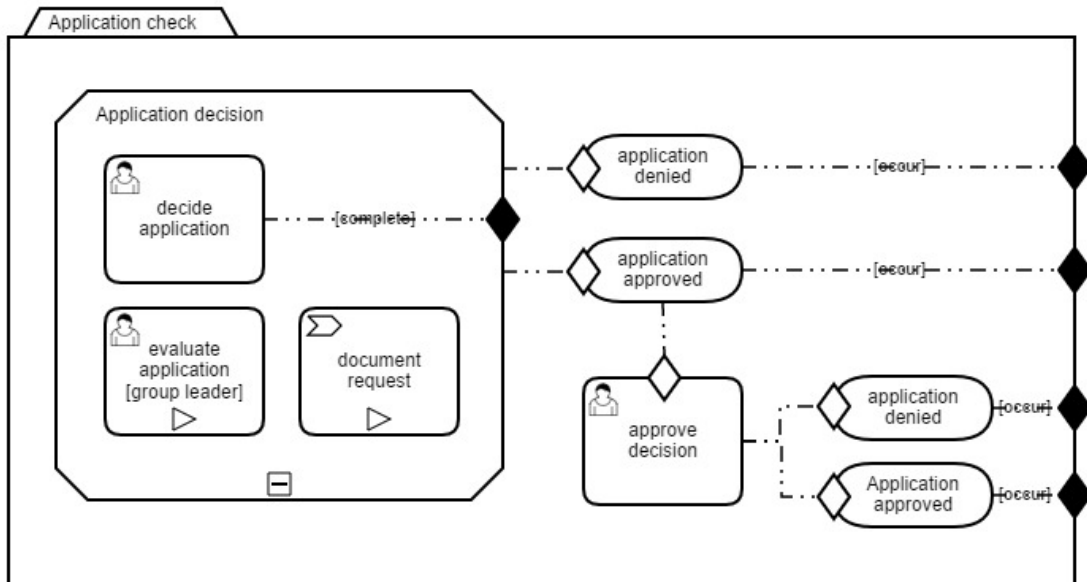 Application check
Application decision
decide
application
[complete]
evaluate
application
[group leader]
document
request
application
denied
[occur]
application
approved
[occur]
approve
decision
application
denied
[occur]
Application
approved
[occur]